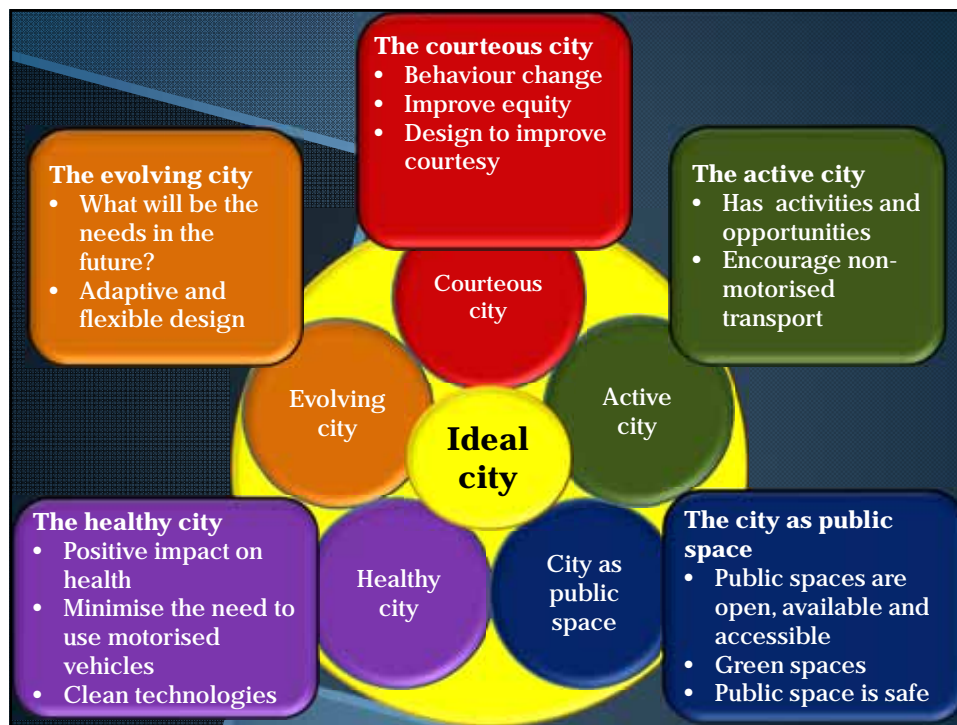 The courteous city
• Behaviour change
• Improve equity
• Design to improve
courtesy
The evolving city
• What will be the
needs in the
future?
• Adaptive and
flexible design
The active city
• Has activities and
opportunities
• Encourage non-
motorised
transport
Courteous
city
Evolving
city
Active
city
Ideal
city
The healthy city
• Positive impact on
health
• Minimise the need to
use motorised
vehicles
• Clean technologies
Healthy
city
City as
public
space
The city as public
space
• Public spaces are
open, available and
accessible
• Green spaces
• Public space is safe